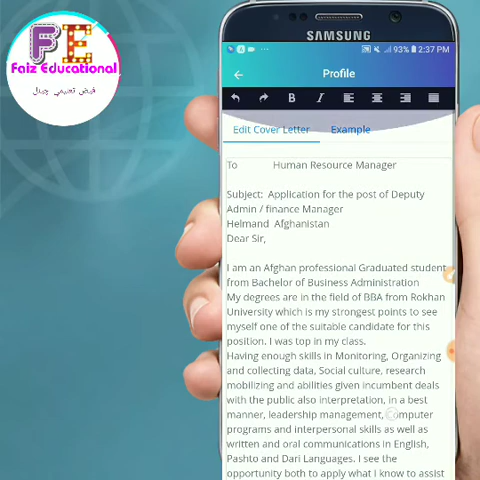 FE
Faiz Educational
فیض تعلیمي چینل
SAMSUNG
93% 2:37 PM
Profile
B I
Edit Cover Letter Example
To Human Resource Manager
Subject: Application for the post of Deputy
Admin / finance Manager
Helmand Afghanistan
Dear Sir,
I am an Afghan professional Graduated student
from Bachelor of Business Administration
My degrees are in the field of BBA from Rokhan
University which is my strongest points to see
myself one of the suitable candidate for this
position. I was top in my class.
Having enough skills in Monitoring, Organizing
and collecting data, Social culture, research
mobilizing and abilities given incumbent deals
with the public also interpretation, in a best
manner, leadership management, Computer
programs and interpersonal skills as well as
written and oral communications in English,
Pashto and Dari Languages. I see the
opportunity both to apply what I know to assist